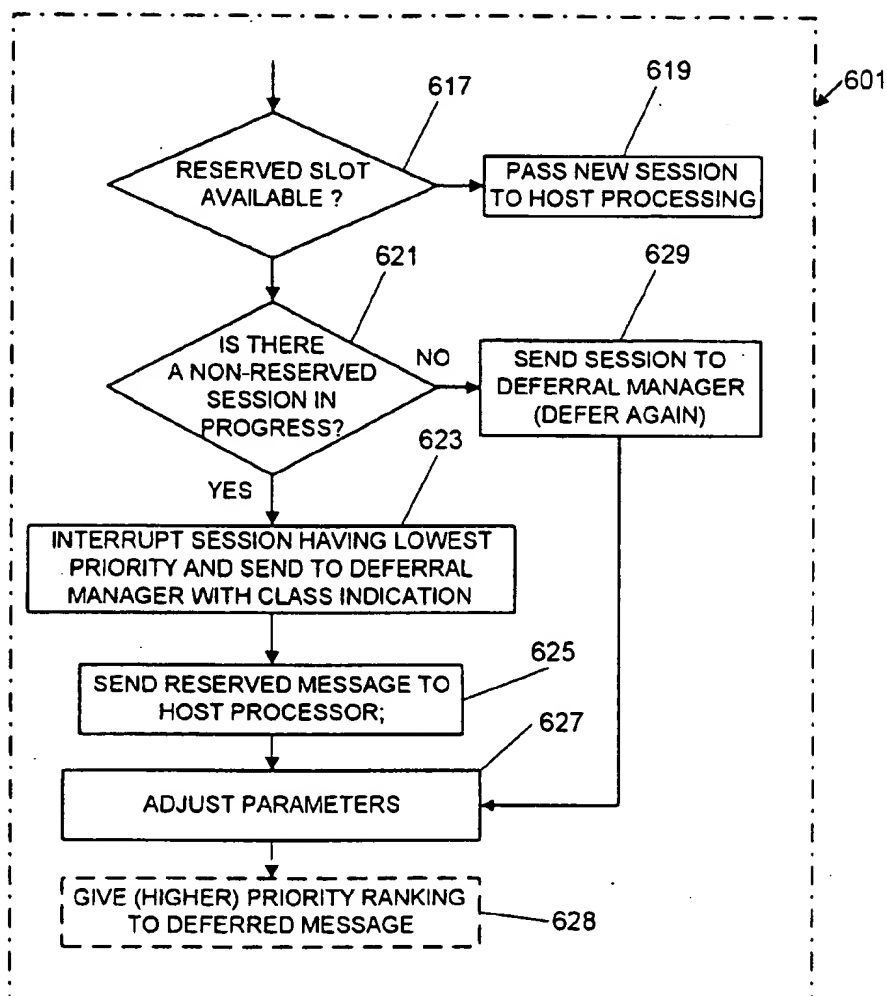 601
617
619
RESERVED SLOT
AVAILABLE ?
PASS NEW SESSION
TO HOST PROCESSING
621
629
IS THERE
A NON-RESERVED
SESSION IN
PROGRESS?
NO
SEND SESSION TO
DEFERRAL MANAGER
(DEFER AGAIN)
YES
623
INTERRUPT SESSION HAVING LOWEST
PRIORITY AND SEND TO DEFERRAL
MANAGER WITH CLASS INDICATION
625
SEND RESERVED MESSAGE TO
HOST PROCESSOR;
627
ADJUST PARAMETERS
GIVE (HIGHER) PRIORITY RANKING
TO DEFERRED MESSAGE
628